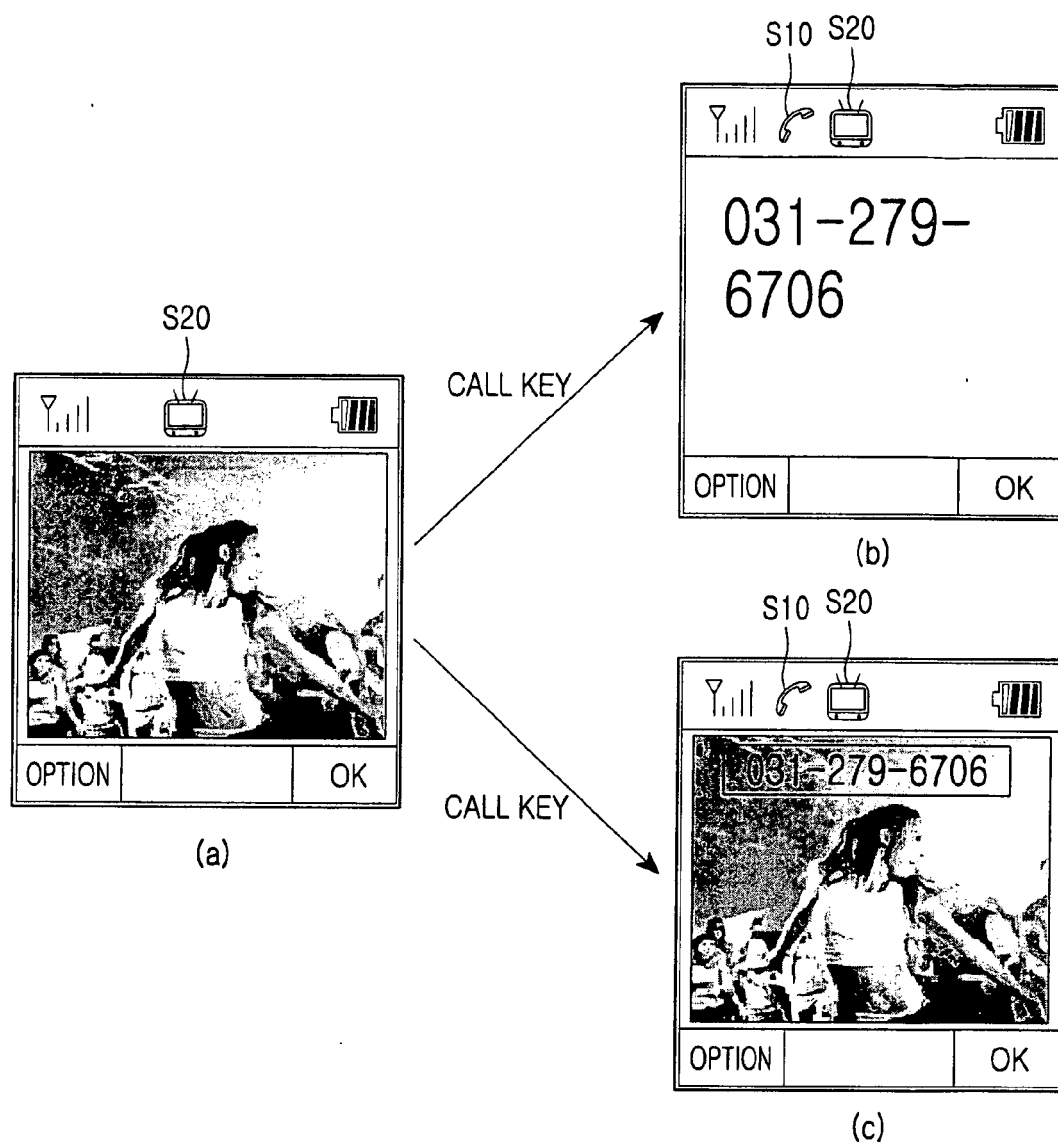 S10 S20
031-279-
6706
OPTION OK
(b)
S20
CALL KEY
OPTION OK
(a)
CALL KEY
S10 S20
031-279-6706
OPTION OK
(c)